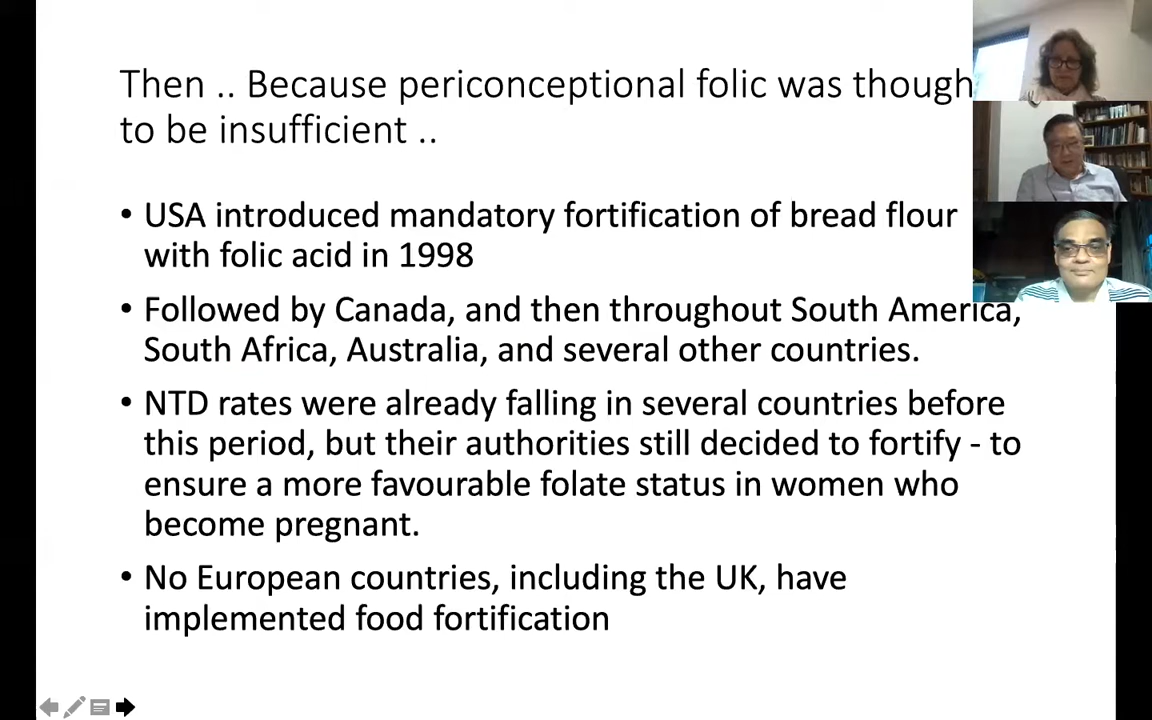 Then .. Because periconceptional folic was though
to be insufficient ..
• USA introduced mandatory fortification of bread flour
with folic acid in 1998
• Followed by Canada, and then throughout South America,
South Africa, Australia, and several other countries.
• NTD rates were already falling in several countries before
this period, but their authorities still decided to fortify - to
ensure a more favourable folate status in women who
become pregnant.
• No European countries, including the UK, have
implemented food fortification